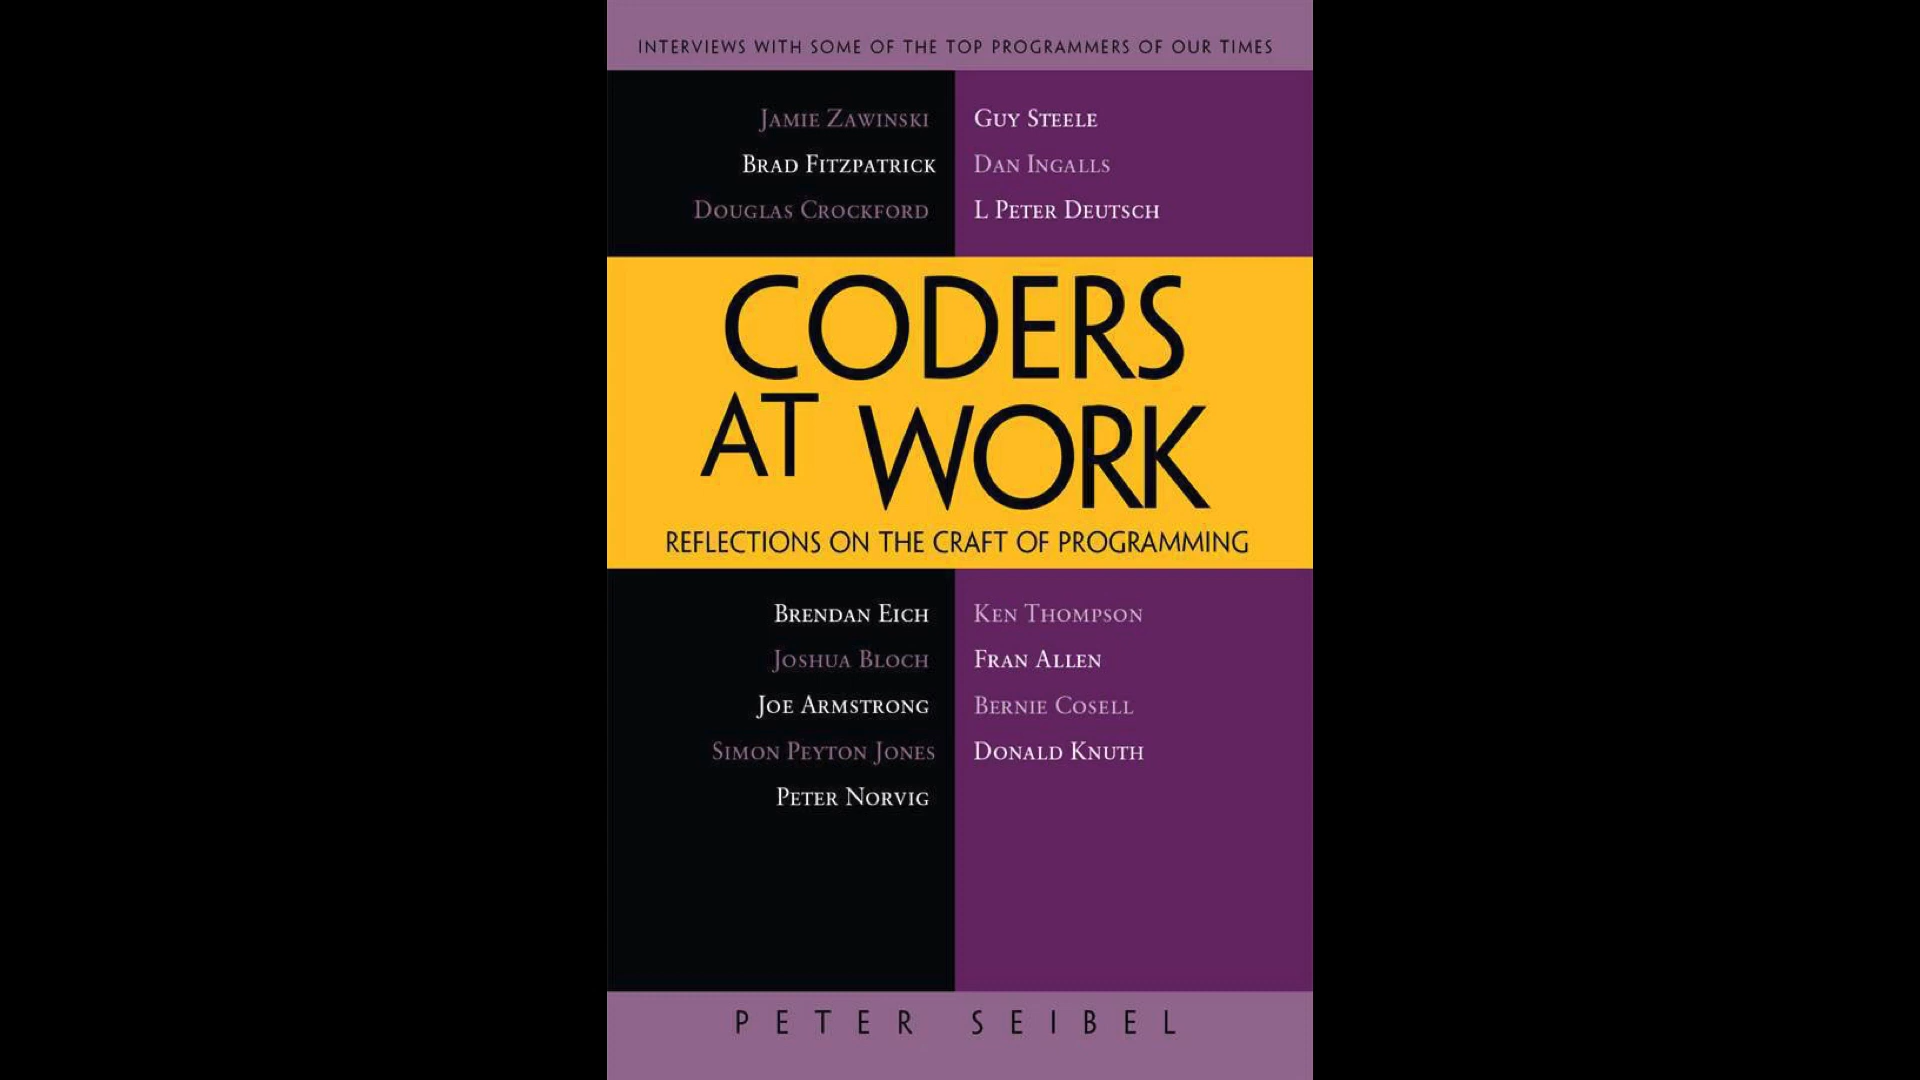 INTERVIEWS WITH SOME OF THE TOP PROGRAMMERS OF OUR TIMES
JAMIE ZAWINSKI
BRAD FITZPATRICK
DOUGLAS CROCKFORD
GUY STEELE
DAN INGALLS
L PETER DEUTSCH
CODERS
AT WORK
REFLECTIONS ON THE CRAFT OF PROGRAMMING
BRENDAN EICH
JOSHUA BLOCH
JOE ARMSTRONG
SIMON PEYTON JONES
PETER NORVIG
KEN THOMPSON
FRAN ALLEN
BERNIE COSELL
DONALD KNUTH
PETER SEIBEL